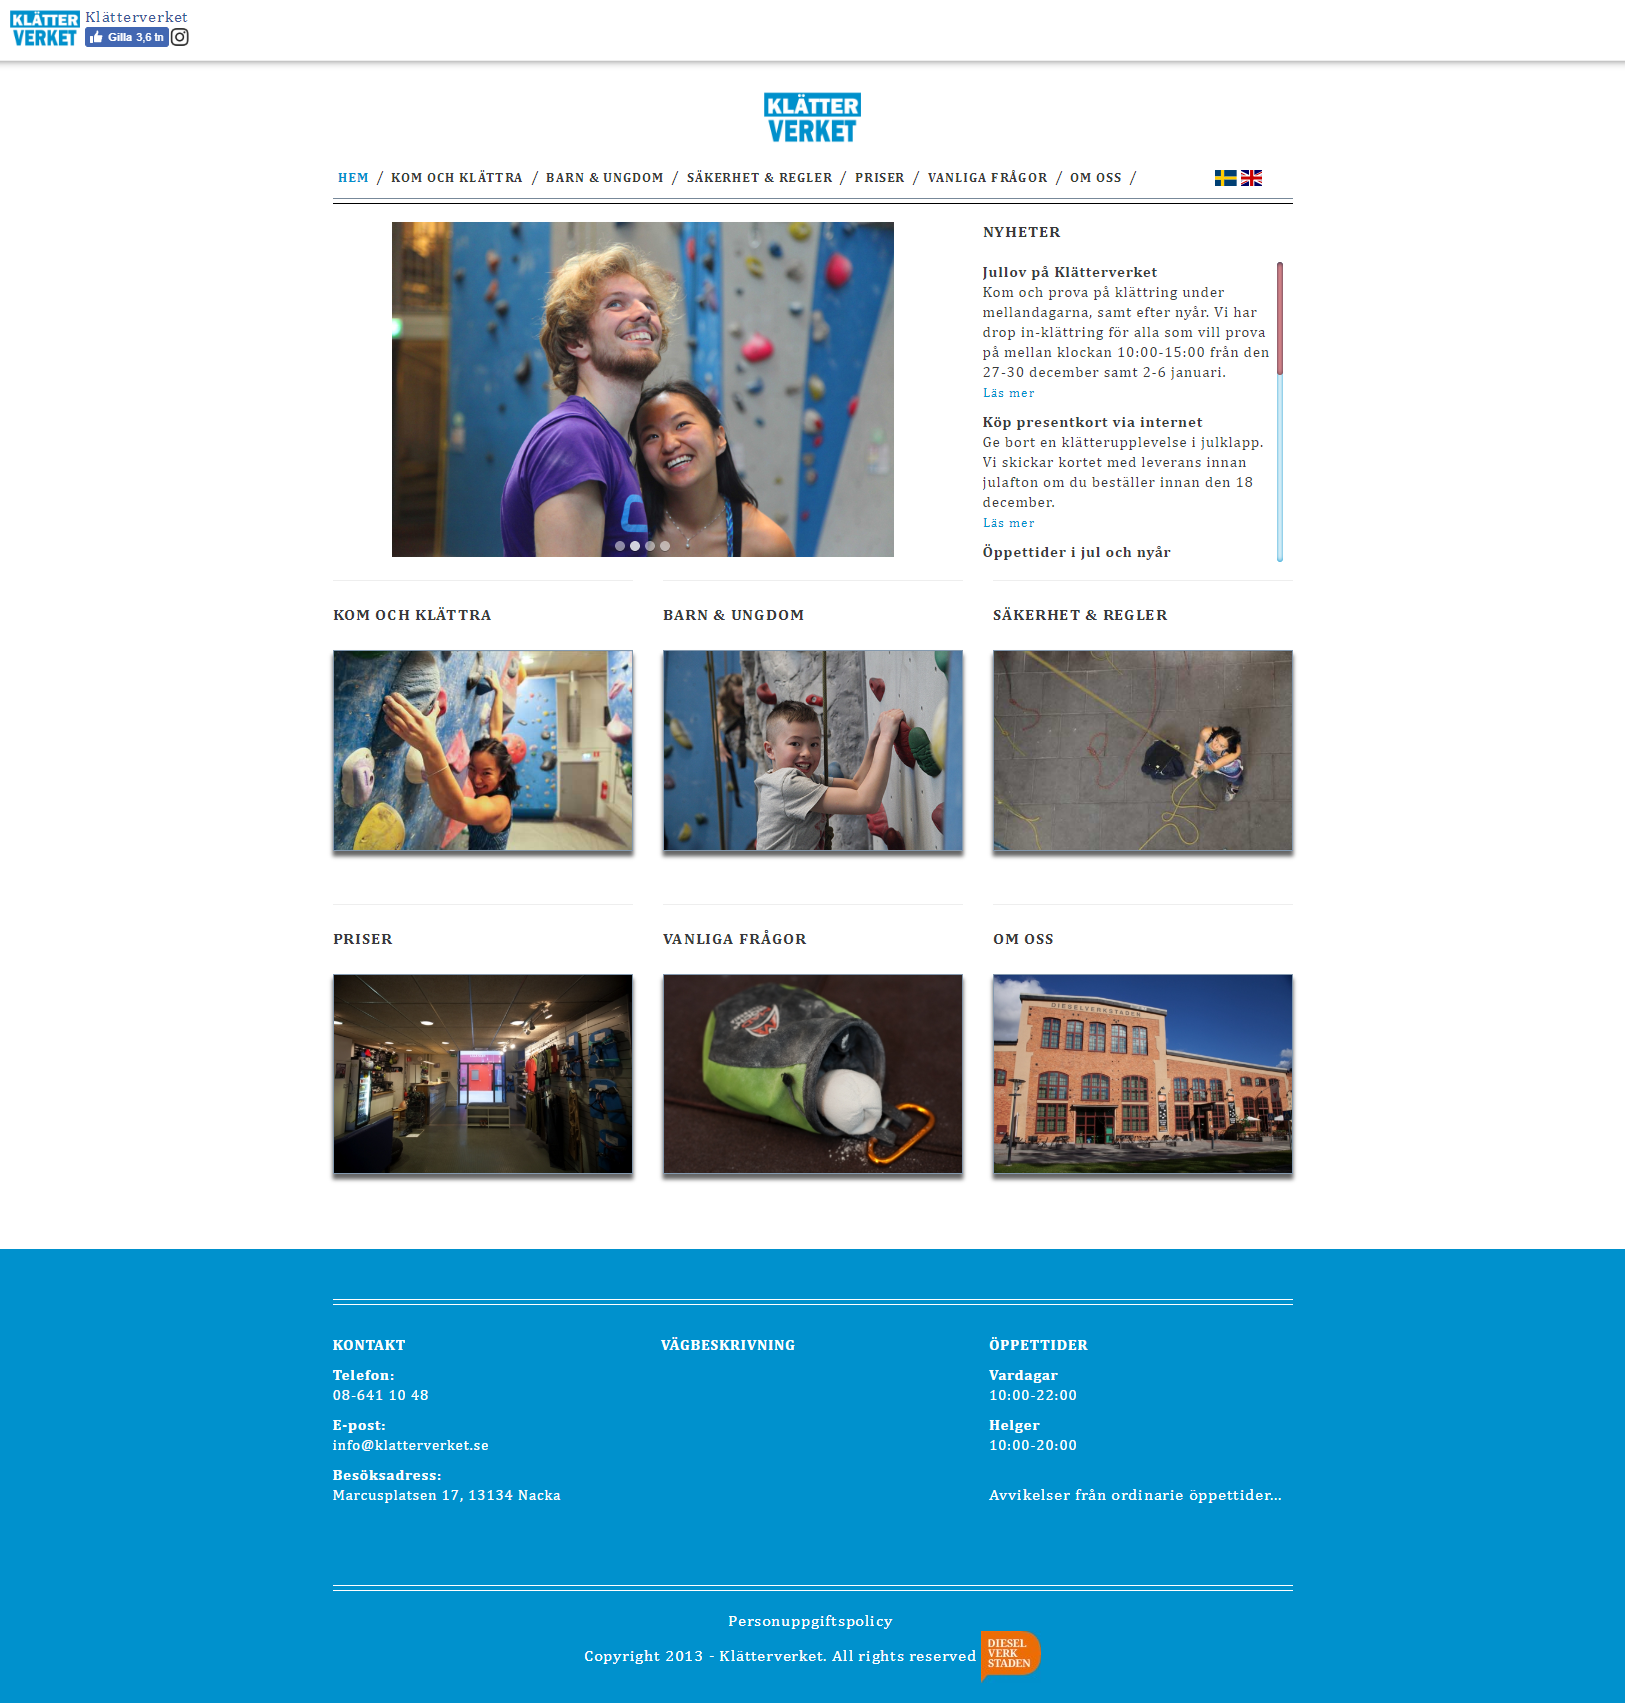 KLÄTTER
VERKET
Klätterverket
Gilla 3,6 tn
KLÄTTER
VERKET
HEM / KOM OCH KLÄTTRA / BARN & UNGDOM / SÄKERHET & REGLER / PRISER / VANLIGA FRÅGOR / OM OSS /
NYHETER
Jullov på Klätterverket
Kom och prova på klättring under
mellandagarna, samt efter nyår. Vi har
drop in-klättring för alla som vill prova
på mellan klockan 10:00-15:00 från den
27-30 december samt 2-6 januari.
Läs mer
Köp presentkort via internet
Ge bort en klätterupplevelse i julklapp.
Vi skickar kortet med leverans innan
julafton om du beställer innan den 18
december.
Läs mer
Öppettider i jul och nyår
KOM OCH KLÄTTRA
BARN & UNGDOM
SÄKERHET & REGLER
PRISER
VANLIGA FRÅGOR
OM OSS
DIESELVERKSTADEN
KONTAKT
Telefon:
08-641 10 48
E-post:
info@klatterverket.se
Besöksadress:
Marcusplatsen 17, 13134 Nacka
VÄGBESKRIVNING
ÖPPETTIDER
Vardagar
10:00-22:00
Helger
10:00-20:00
Avvikelser från ordinarie öppettider...
Personuppgiftspolicy
Copyright 2013 - Klätterverket. All rights reserved
DIESEL
VERK
STADEN